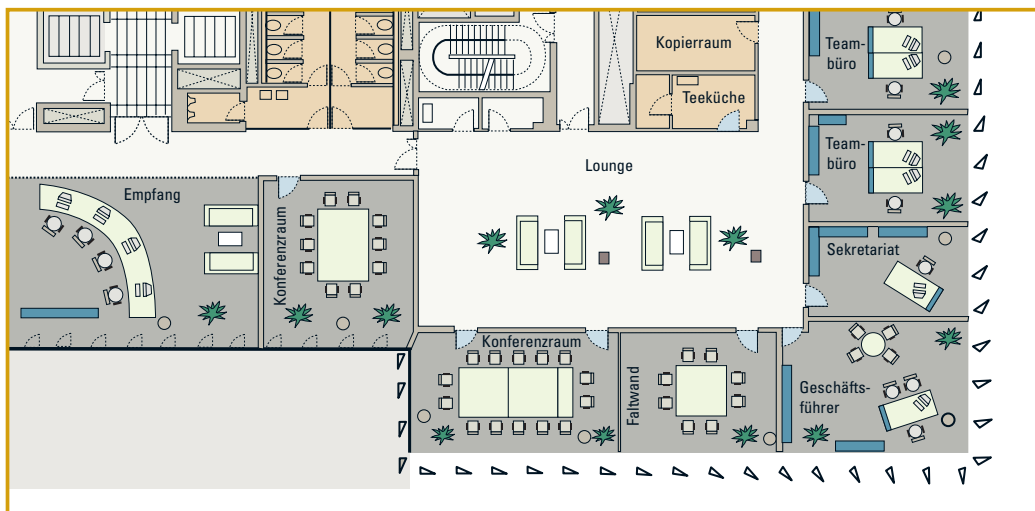 Kopierraum
Team-
büro
Teeküche
Team-
büro
Lounge
Empfang
Konferenzraum
Sekretariat
Konferenzraum
Faltwand
Geschäfts-
führer